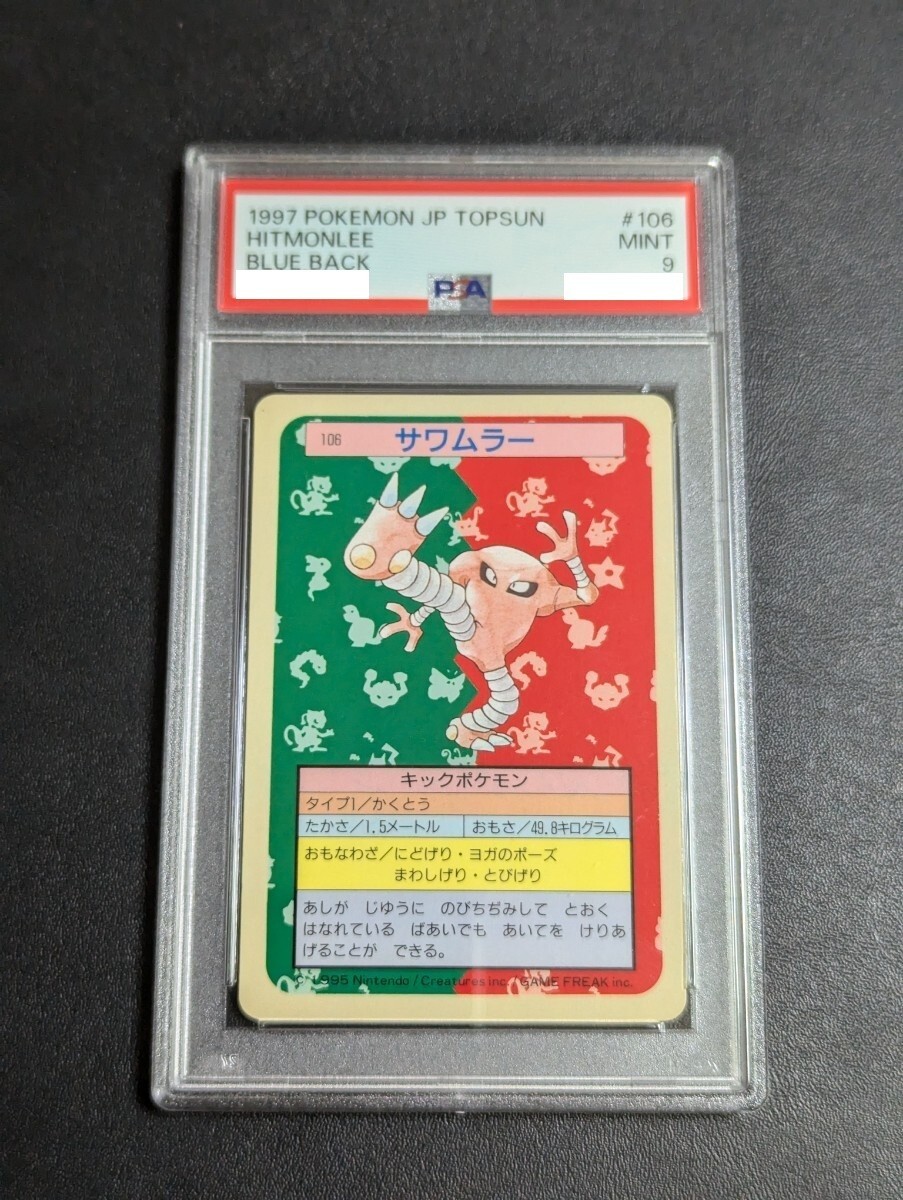 1997 POKEMON JP TOPSUN #106
HITMONLEE MINT
BLUE BACK 9
PSA
106 サワムラー
キックポケモン
タイプ1/かくとう
たかさ/1.5メートル おもさ/49.8キログラム
おもなわざ/にどげり・ヨガのポーズ
まわしげり・とびげり
あしが じゆうに のびちぢみして とおく
はなれている ばあいでも あいてを けりあ
げることが できる。
© 1995 Nintendo / Creatures inc. / GAME FREAK inc.